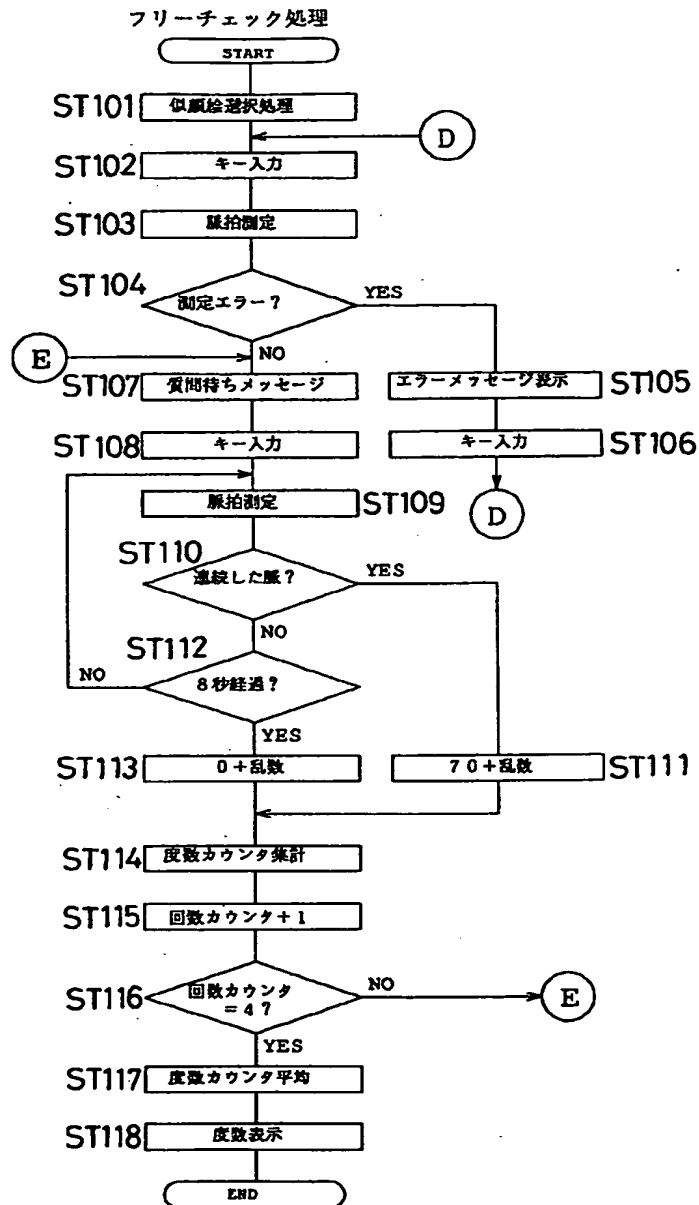 フリーチェック処理
START
ST101 似顔絵選択処理
D
ST102 キー入力
ST103 脈拍測定
ST104 測定エラー？ YES
E
NO
ST107 質問待ちメッセージ
エラーメッセージ表示 ST105
ST108 キー入力
キー入力 ST106
脈拍測定 ST109
D
ST110 連続した脈？ YES
NO
ST112 8秒経過？ NO
YES
ST113 0+乱数
70+乱数 ST111
ST114 度数カウンタ集計
ST115 回数カウンタ+1
ST116 回数カウンタ
=4？
NO
E
YES
ST117 度数カウンタ平均
ST118 度数表示
END